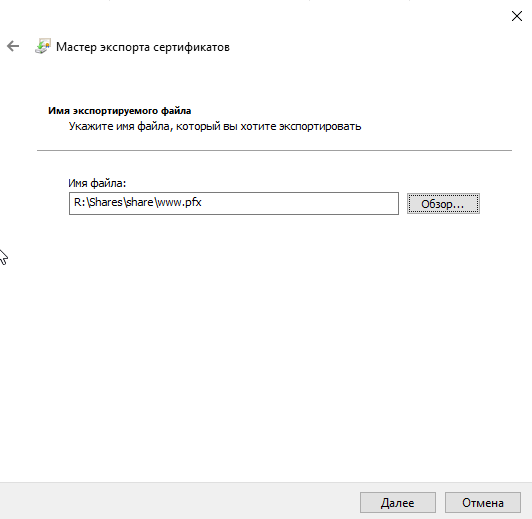 Мастер экспорта сертификатов
Имя экспортируемого файла
Укажите имя файла, который вы хотите экспортировать
Имя файла:
R:\Shares\share\www.pfx
Обзор...
Далее
Отмена